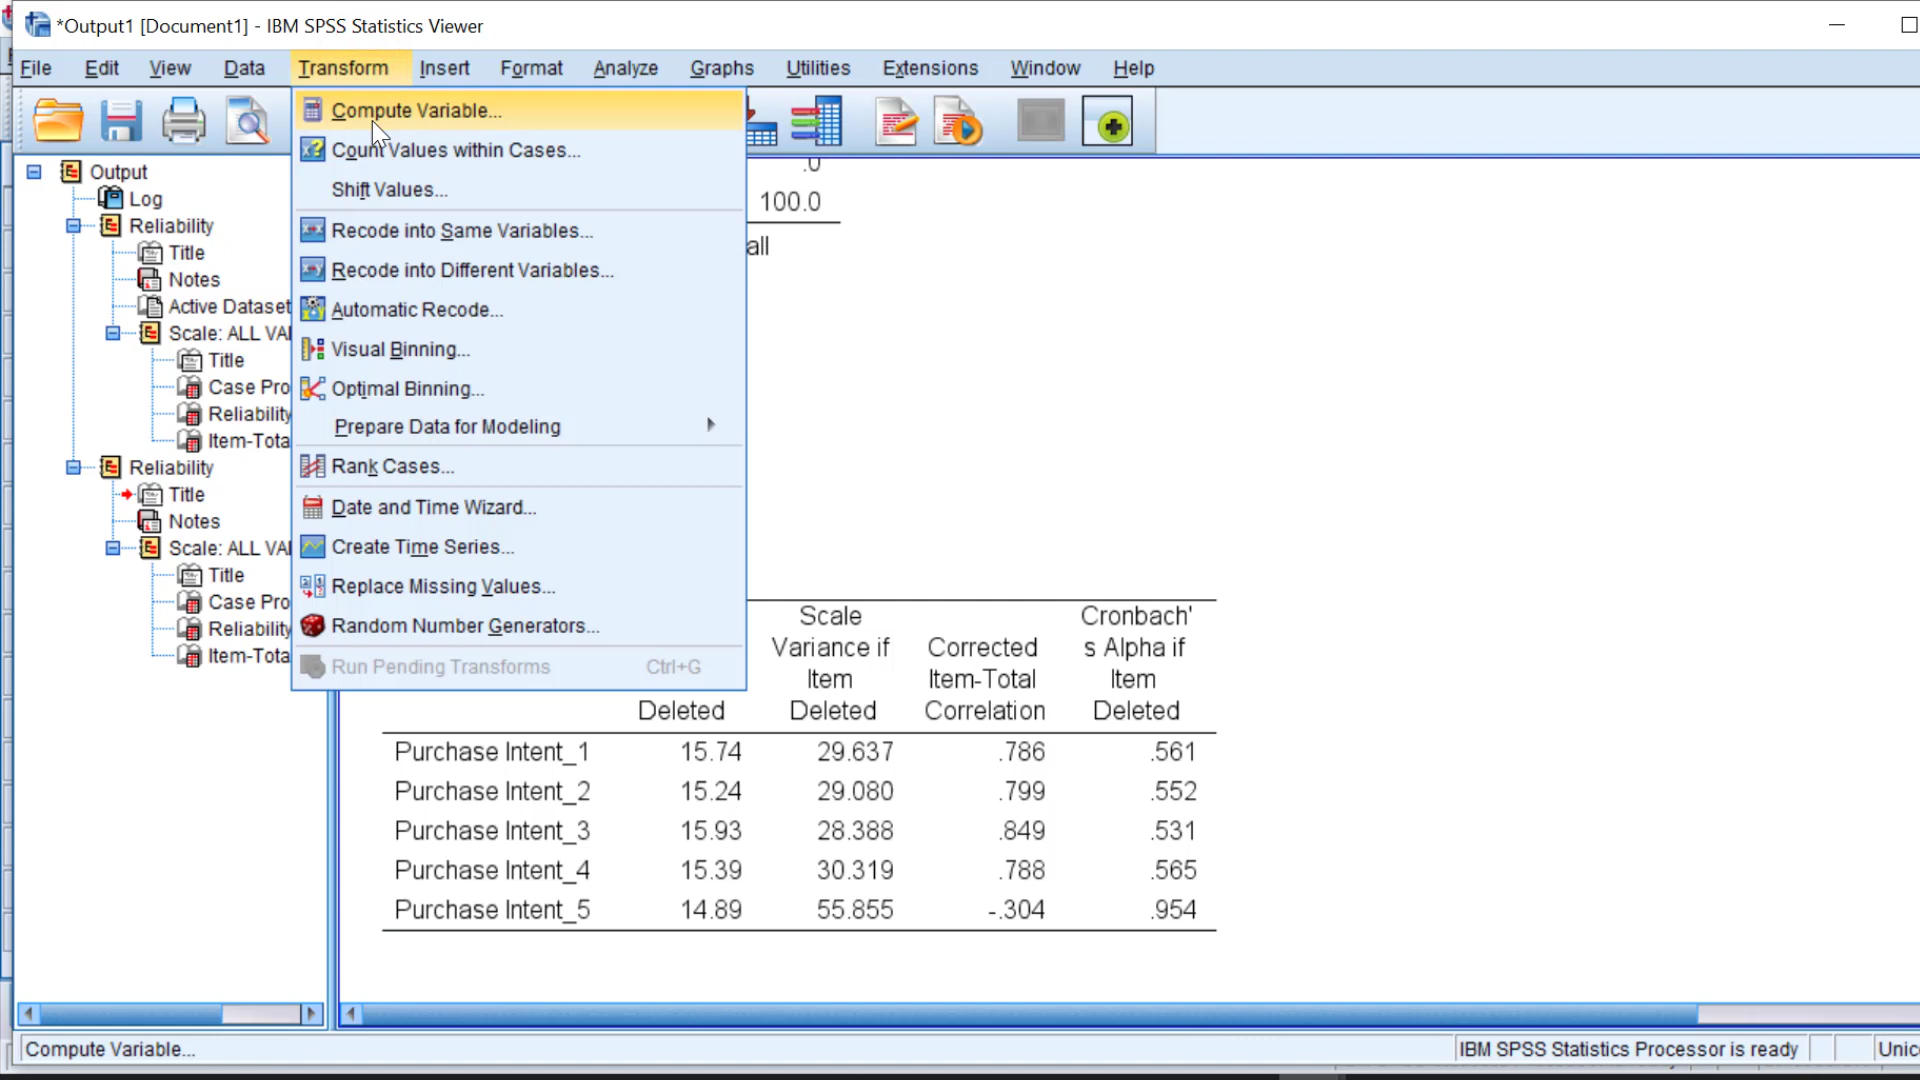 *Output1 [Document1] - IBM SPSS Statistics Viewer
File Edit View Data Transform Insert Format Analyze Graphs Utilities Extensions Window Help
Compute Variable...
Count Values within Cases...
Shift Values...
Recode into Same Variables...
Recode into Different Variables...
Automatic Recode...
Visual Binning...
Optimal Binning...
Prepare Data for Modeling
Rank Cases...
Date and Time Wizard...
Create Time Series...
Replace Missing Values...
Random Number Generators...
Run Pending Transforms Ctrl+G
Output
Log
Reliability
Title
Notes
Active Dataset
Scale: ALL VAI
Title
Case Pro
Reliability
Item-Tota
Reliability
Title
Notes
Scale: ALL VAI
Title
Case Pro
Reliability
Item-Tota
.0
100.0
all
Scale Cronbach'
Variance if Corrected s Alpha if
Item Item-Total Item
Deleted Deleted Correlation Deleted
Purchase Intent_1 15.74 29.637 .786 .561
Purchase Intent_2 15.24 29.080 .799 .552
Purchase Intent_3 15.93 28.388 .849 .531
Purchase Intent_4 15.39 30.319 .788 .565
Purchase Intent_5 14.89 55.855 -.304 .954
Compute Variable... IBM SPSS Statistics Processor is ready Unic